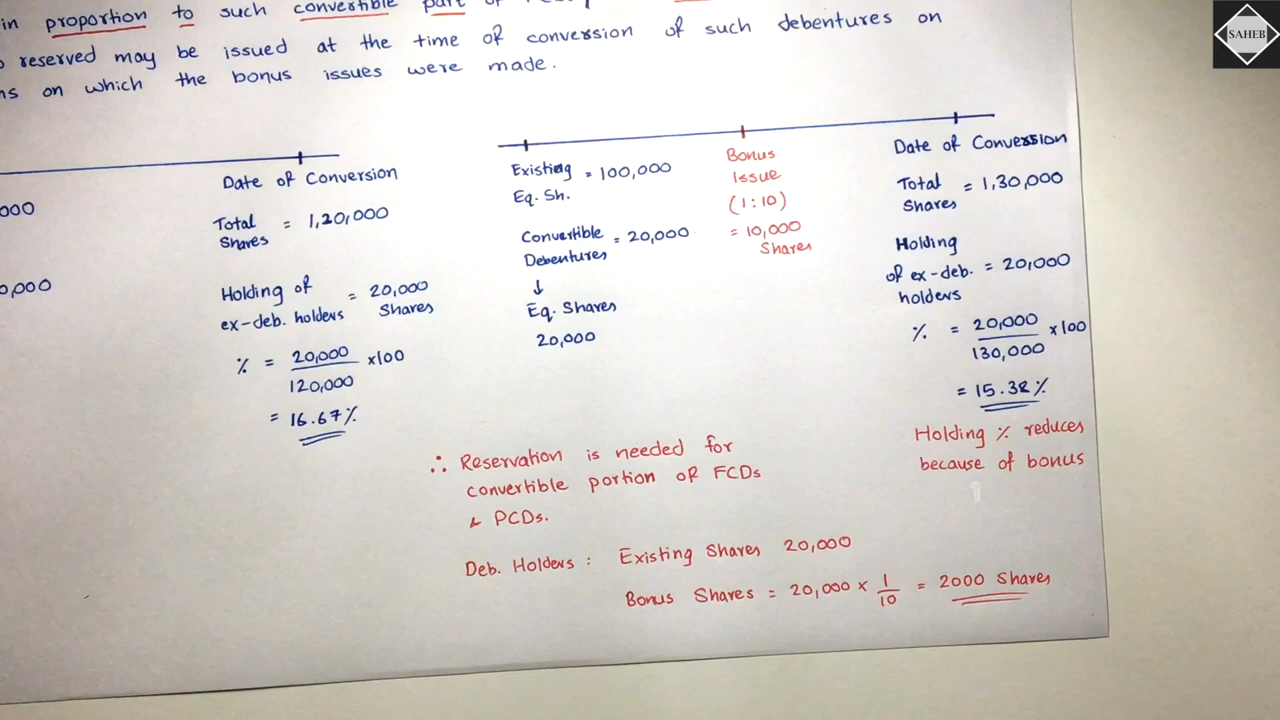 in proportion to such convertible part of
reserved may be issued at the time of conversion of such debentures on
on which the bonus issues were made.
SAHEB
000
0,000
Date of Conversion
Total Shares = 1,20,000
Holding of ex-deb. holders = 20,000 Shares
% = 20,000 / 120,000 x100
= 16.67%
Existing Eq. Sh. = 100,000
Convertible Debentures = 20,000
↓
Eq. Shares
20,000
Bonus
Issue
(1:10)
= 10,000
Shares
Date of Conversion
Total Shares = 1,30,000
Holding
of ex-deb. holders = 20,000
% = 20,000 / 130,000 x100
= 15.38%
Holding % reduces
because of bonus
∴ Reservation is needed for
convertible portion of FCDs
& PCDs.
Deb. Holders : Existing Shares 20,000
Bonus Shares = 20,000 x 1/10 = 2000 Shares